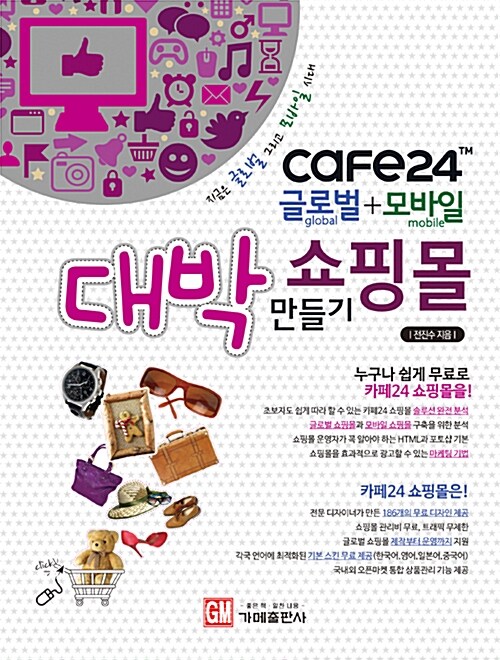 지금은 글로벌 그리고 모바일 시대
cafe24™
글로벌+모바일
global mobile
대박 쇼핑몰
만들기
| 전진수 지음 |
누구나 쉽게 무료로
카페24 쇼핑몰을!
초보자도 쉽게 따라 할 수 있는 카페24 쇼핑몰 솔루션 완전 분석
글로벌 쇼핑몰과 모바일 쇼핑몰 구축을 위한 분석
쇼핑몰 운영자가 꼭 알아야 하는 HTML과 포토샵 기본
쇼핑몰을 효과적으로 광고할 수 있는 마케팅 기법
카페24 쇼핑몰은!
전문 디자이너가 만든 186개의 무료 디자인 제공
쇼핑몰 관리비 무료, 트래픽 무제한
글로벌 쇼핑몰 제작부터 운영까지 지원
각국 언어에 최적화된 기본 스킨 무료 제공(한국어,영어,일본어,중국어)
국내외 오픈마켓 통합 상품관리 기능 제공
click!
GM
- 좋은 책 · 알찬 내용 -
가메출판사